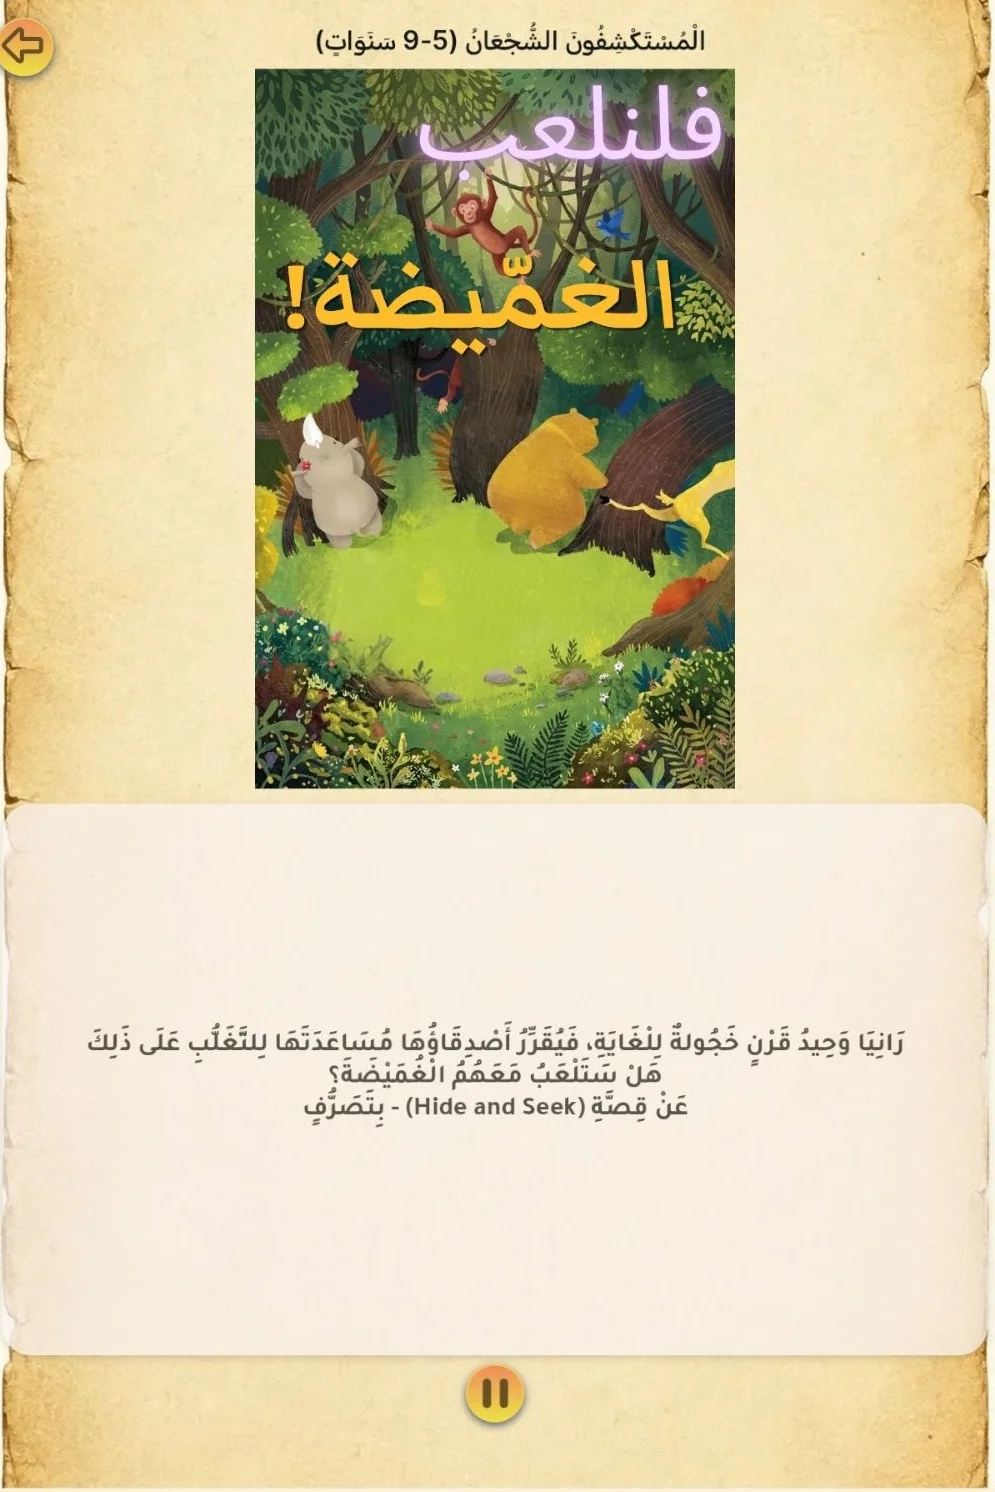 الْمُسْتَكْشِفُونَ الشُّجْعَانُ (5-9 سَنَوَاتٍ)
فلنلعب
الغمّيضة!
رَانِيَا وَحِيدُ قَرْنٍ خَجُولةٌ لِلْغَايَةِ، فَيُقَرِّرُ أَصْدِقَاؤُهَا مُسَاعَدَتَهَا لِلتَّغَلُّبِ عَلَى ذَلِكَ
هَلْ سَتَلْعَبُ مَعَهُمُ الْغُمَيْضَةَ؟
عَنْ قِصَّةِ (Hide and Seek) - بِتَصَرُّفٍ